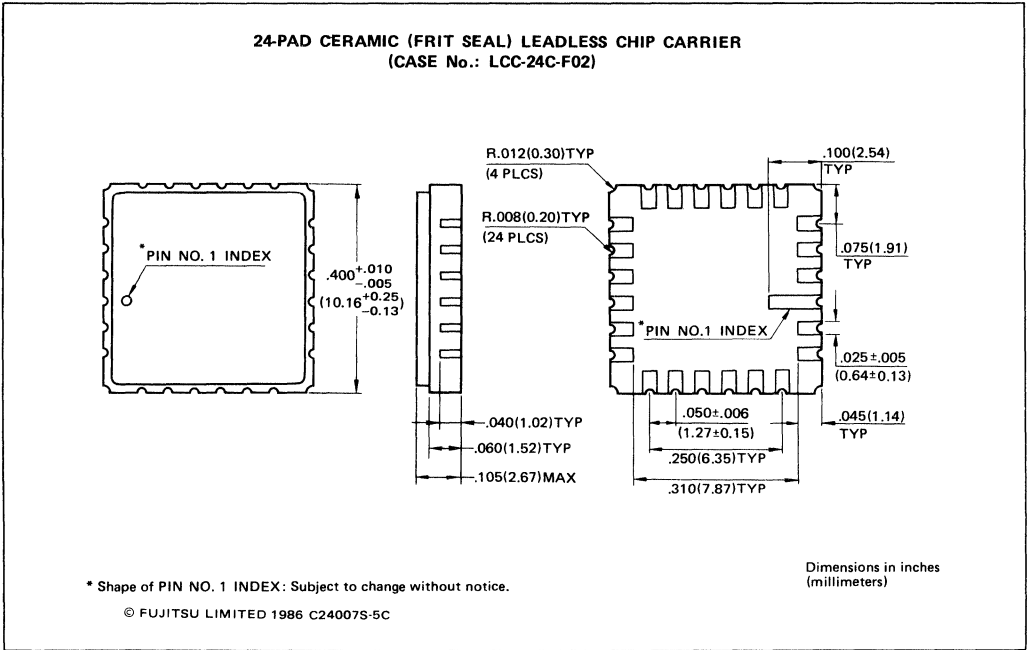 24-PAD CERAMIC (FRIT SEAL) LEADLESS CHIP CARRIER
(CASE No.: LCC-24C-F02)
R.012(0.30)TYP
(4 PLCS)
.100(2.54)
TYP
R.008(0.20)TYP
(24 PLCS)
*PIN NO. 1 INDEX
.075(1.91)
TYP
.400+.010
-.005
(10.16+0.25
-0.13)
*PIN NO.1 INDEX
.025±.005
(0.64±0.13)
.040(1.02)TYP
.050±.006
(1.27±0.15)
.045(1.14)
TYP
.060(1.52)TYP
.250(6.35)TYP
.105(2.67)MAX
.310(7.87)TYP
Dimensions in inches
(millimeters)
* Shape of PIN NO. 1 INDEX: Subject to change without notice.
© FUJITSU LIMITED 1986 C24007S-5C